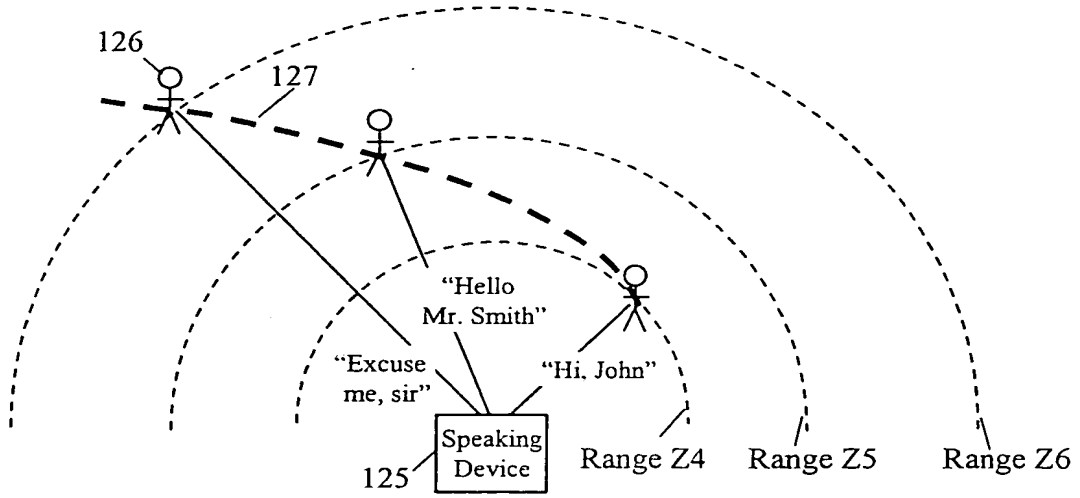 126
127
“Hello
Mr. Smith”
“Excuse
me, sir”
“Hi, John”
Speaking
Device
125
Range Z4
Range Z5
Range Z6